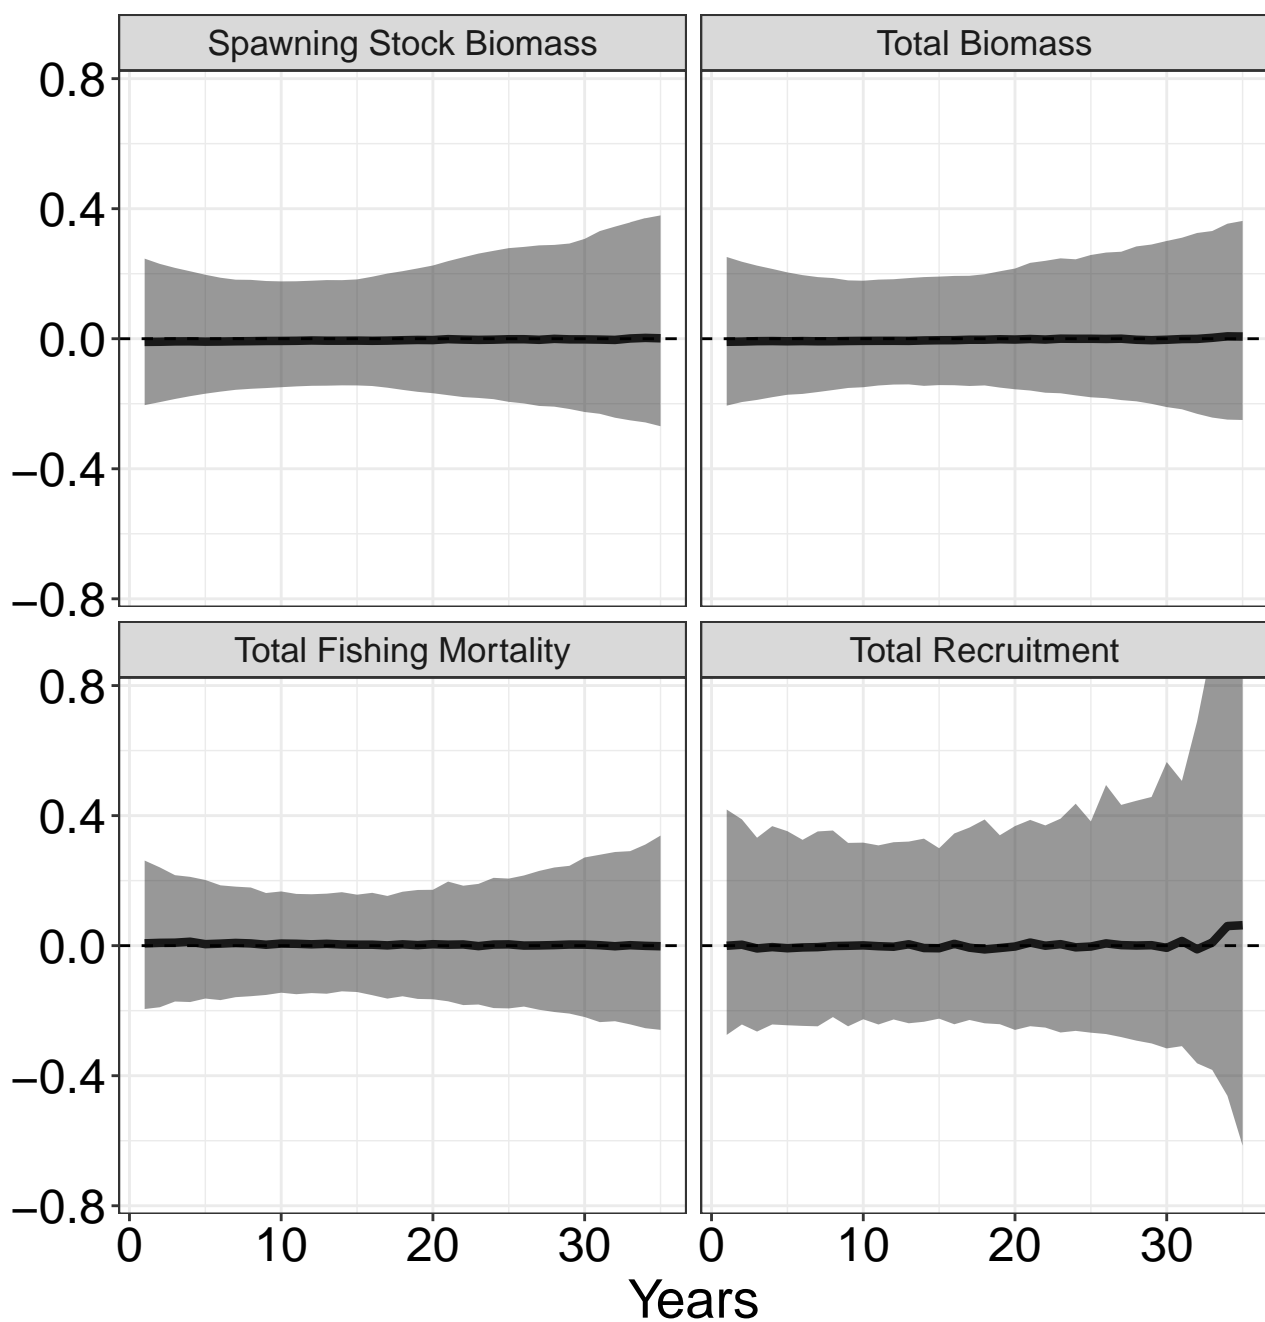 Spawning Stock Biomass
Total Biomass
0.8
0.4
0.0
−0.4
−0.8
Total Fishing Mortality
Total Recruitment
0.8
0.4
0.0
−0.4
−0.8
0 10 20 30
0 10 20 30
Years